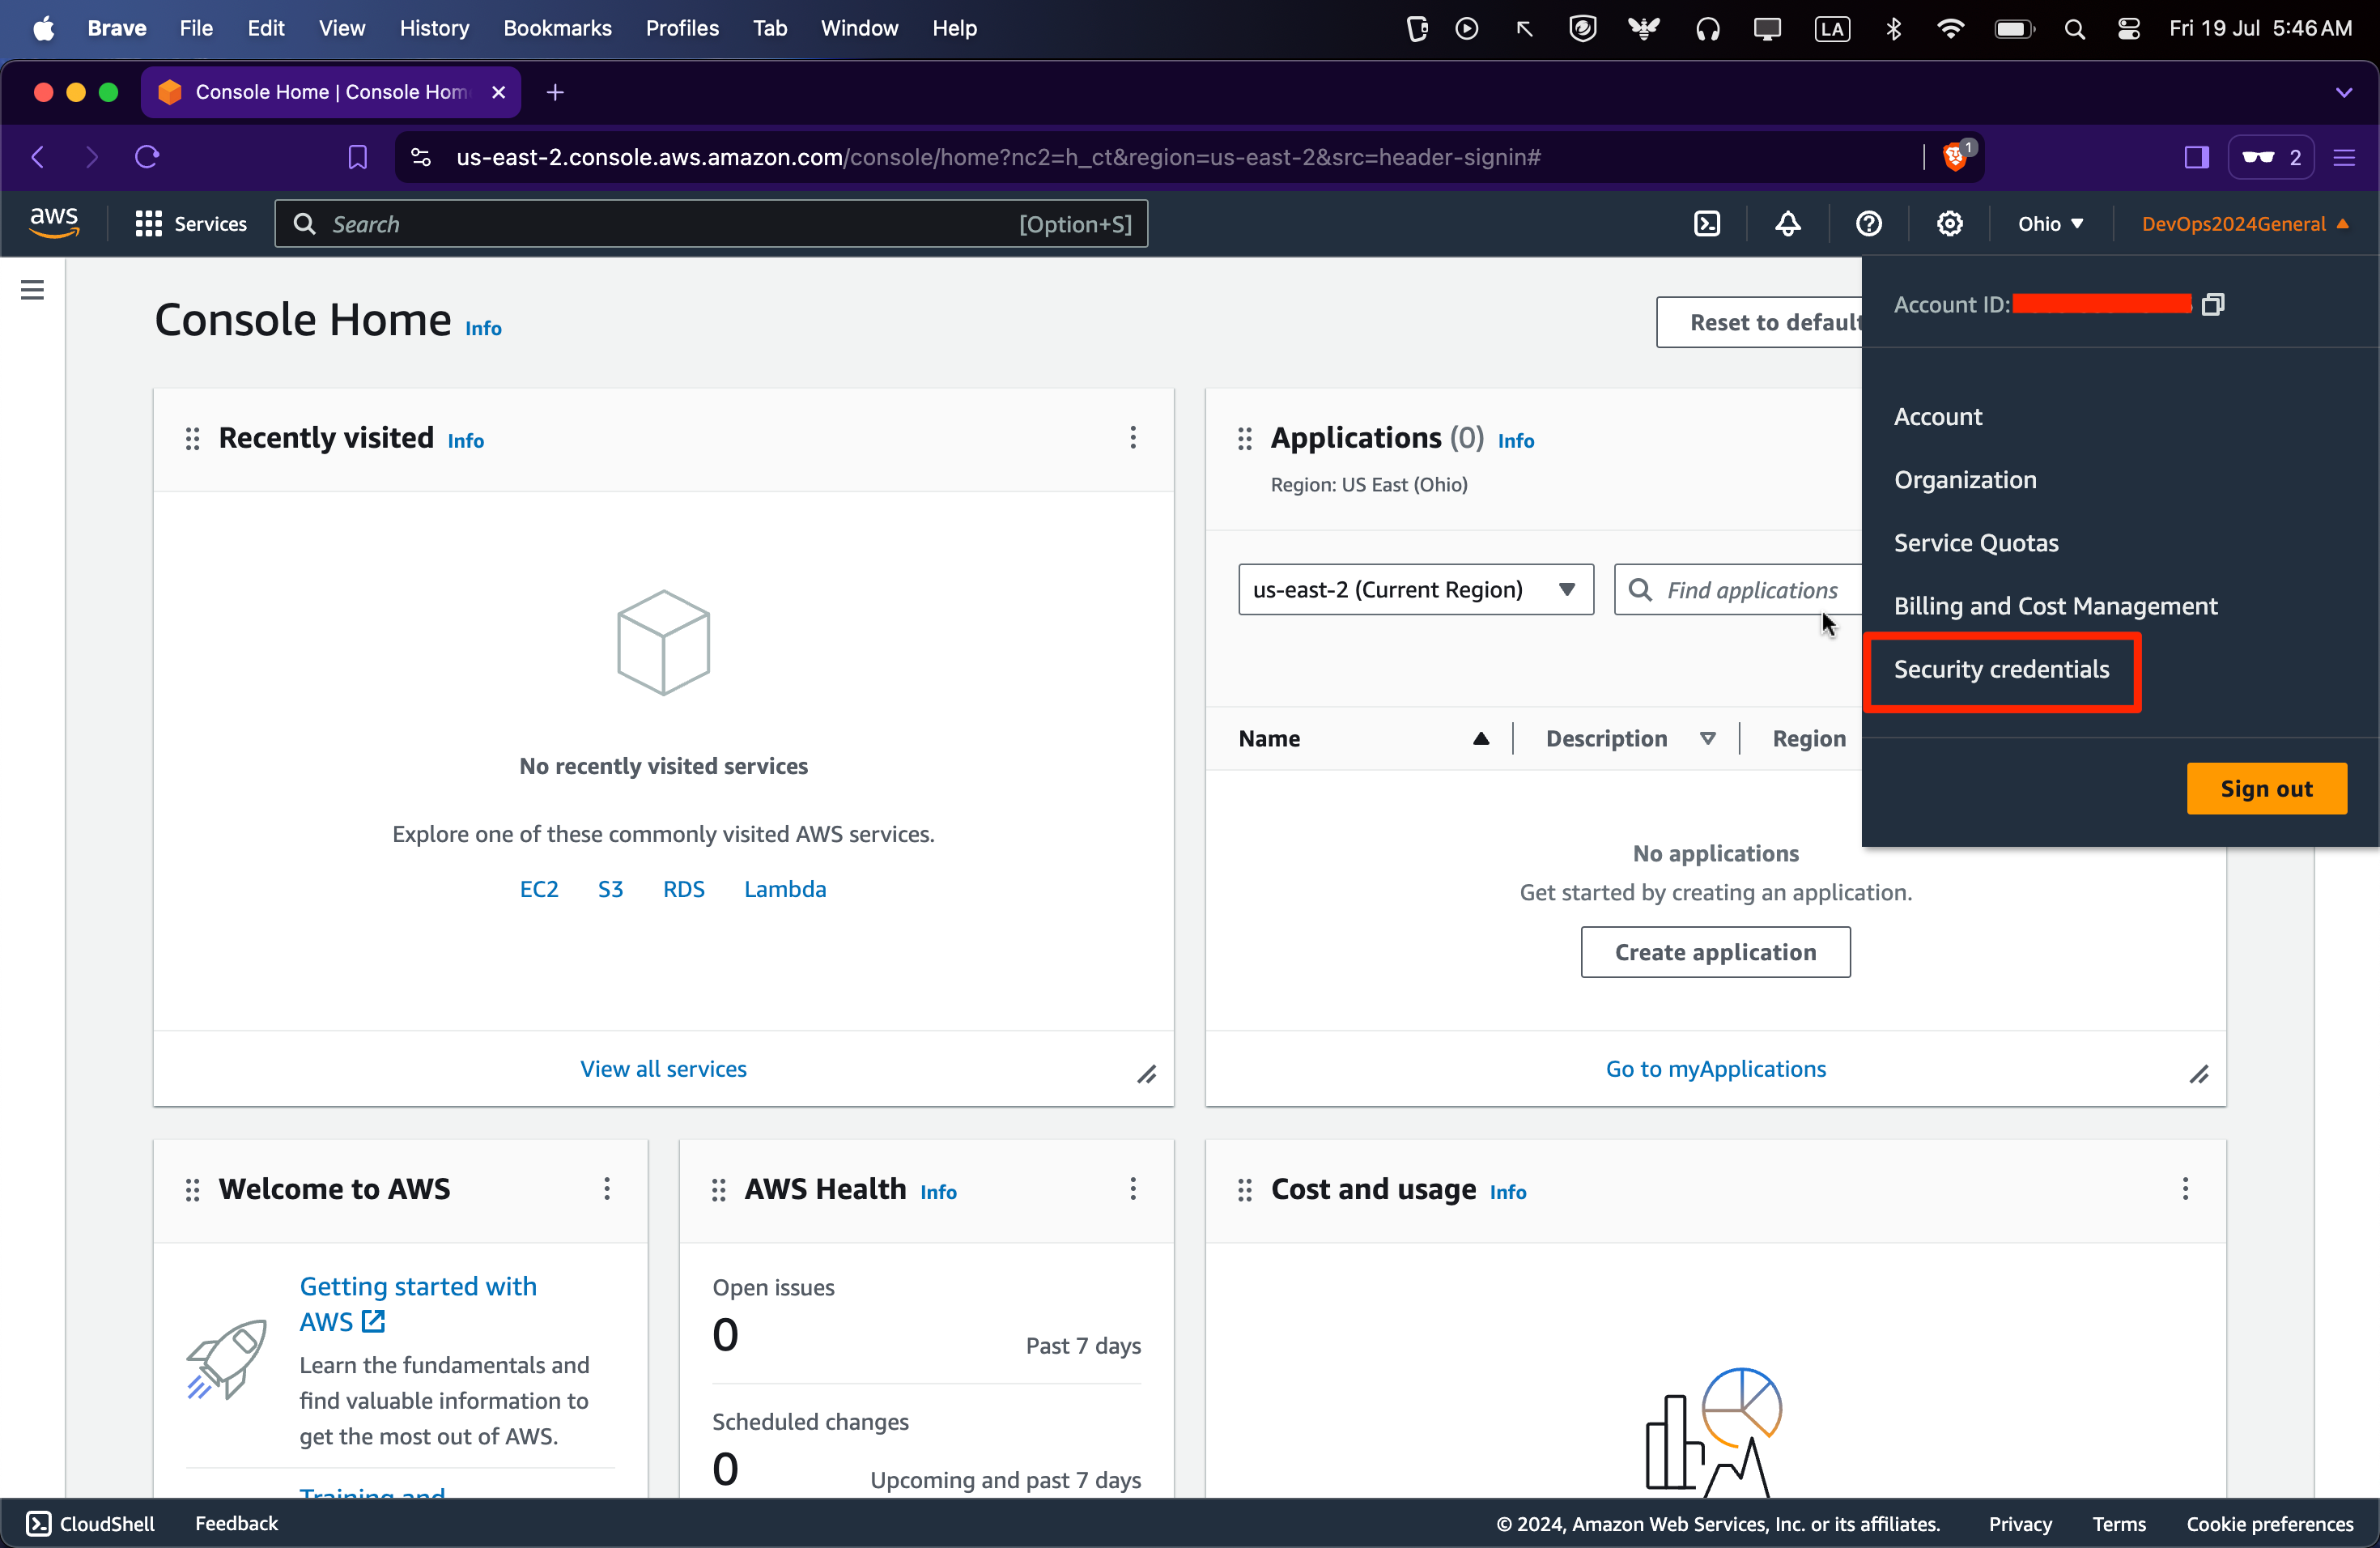 Brave File Edit View History Bookmarks Profiles Tab Window Help LA Fri 19 Jul 5:46 AM
Console Home | Console Hom
us-east-2.console.aws.amazon.com/console/home?nc2=h_ct&region=us-east-2&src=header-signin# 1 2
aws Services Search [Option+S] Ohio DevOps2024General
Console Home Info Reset to default
Account ID:
Account
Organization
Service Quotas
Billing and Cost Management
Security credentials
Sign out
Recently visited Info
No recently visited services
Explore one of these commonly visited AWS services.
EC2 S3 RDS Lambda
View all services
Applications (0) Info
Region: US East (Ohio)
us-east-2 (Current Region) Find applications
Name Description Region
No applications
Get started by creating an application.
Create application
Go to myApplications
Welcome to AWS
Getting started with
AWS
Learn the fundamentals and
find valuable information to
get the most out of AWS.
Training and
AWS Health Info
Open issues
0 Past 7 days
Scheduled changes
0 Upcoming and past 7 days
Cost and usage Info
CloudShell Feedback © 2024, Amazon Web Services, Inc. or its affiliates. Privacy Terms Cookie preferences